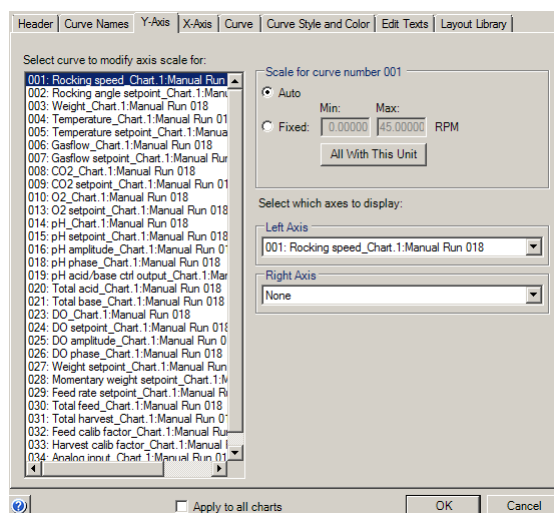 Header Curve Names Y-Axis X-Axis Curve Curve Style and Color Edit Texts Layout Library
Select curve to modify axis scale for:
001: Rocking speed_Chart.1:Manual Run
002: Rocking angle setpoint_Chart.1:Manu
003: Weight_Chart.1:Manual Run 018
004: Temperature_Chart.1:Manual Run 01
005: Temperature setpoint_Chart.1:Manua
006: Gasflow_Chart.1:Manual Run 018
007: Gasflow setpoint_Chart.1:Manual Rur
008: CO2_Chart.1:Manual Run 018
009: CO2 setpoint_Chart.1:Manual Run 01
010: O2_Chart.1:Manual Run 018
013: O2 setpoint_Chart.1:Manual Run 018
014: pH_Chart.1:Manual Run 018
015: pH setpoint_Chart.1:Manual Run 018
016: pH amplitude_Chart.1:Manual Run 01
018: pH phase_Chart.1:Manual Run 018
019: pH acid/base ctrl output_Chart.1:Mar
020: Total acid_Chart.1:Manual Run 018
021: Total base_Chart.1:Manual Run 018
023: DO_Chart.1:Manual Run 018
024: DO setpoint_Chart.1:Manual Run 018
025: DO amplitude_Chart.1:Manual Run 0
026: DO phase_Chart.1:Manual Run 018
027: Weight setpoint_Chart.1:Manual Run
028: Momentary weight setpoint_Chart.1:M
029: Feed rate setpoint_Chart.1:Manual Ru
030: Total feed_Chart.1:Manual Run 018
031: Total harvest_Chart.1:Manual Run 01
032: Feed calib factor_Chart.1:Manual Rur
033: Harvest calib factor_Chart.1:Manual I
034: Analog input_Chart.1:Manual Run 01
Scale for curve number 001
Auto
Min: Max:
Fixed: 0.00000 45.00000 RPM
All With This Unit
Select which axes to display:
Left Axis
001: Rocking speed_Chart.1:Manual Run 018
Right Axis
None
Apply to all charts OK Cancel